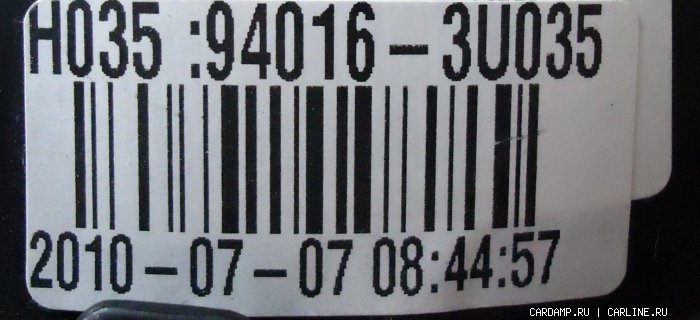 H035 :94016-3U035
2010-07-07 08:44:57
CARDAMP.RU | CARLINE.RU